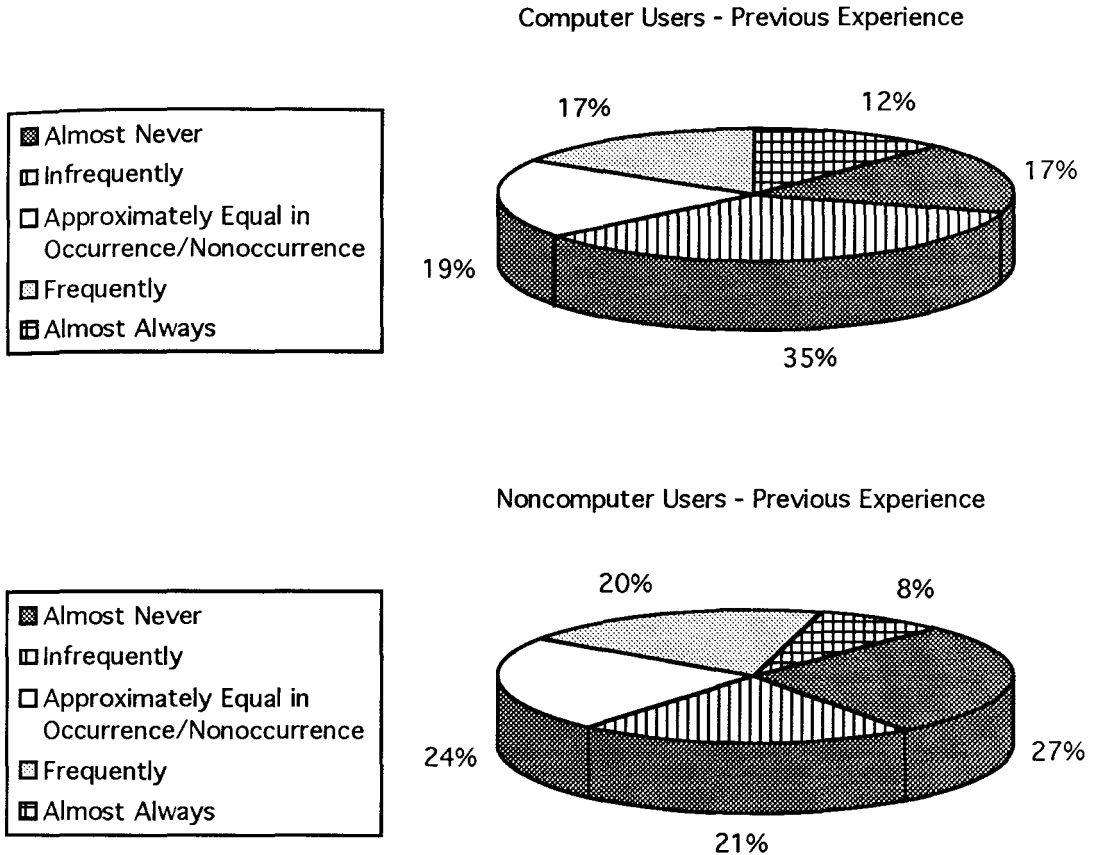 Computer Users - Previous Experience
17%
12%
Almost Never
17%
Infrequently
Approximately Equal in
Occurrence/Nonoccurrence
19%
Frequently
Almost Always
35%
Noncomputer Users - Previous Experience
20%
8%
Almost Never
Infrequently
Approximately Equal in
Occurrence/Nonoccurrence
24%
27%
Frequently
Almost Always
21%